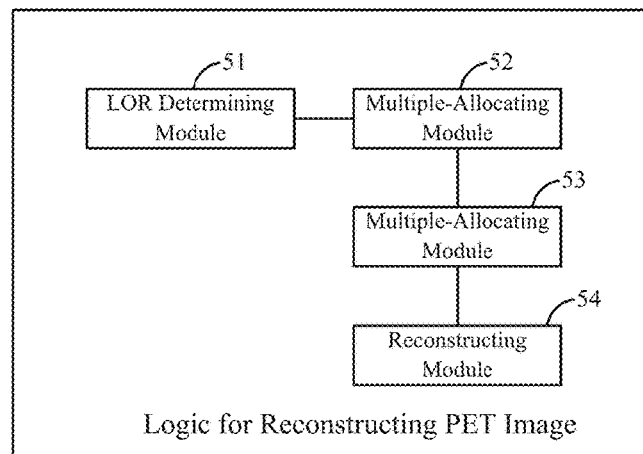 51
LOR Determining
Module
52
Multiple-Allocating
Module
53
Multiple-Allocating
Module
54
Reconstructing
Module
Logic for Reconstructing PET Image